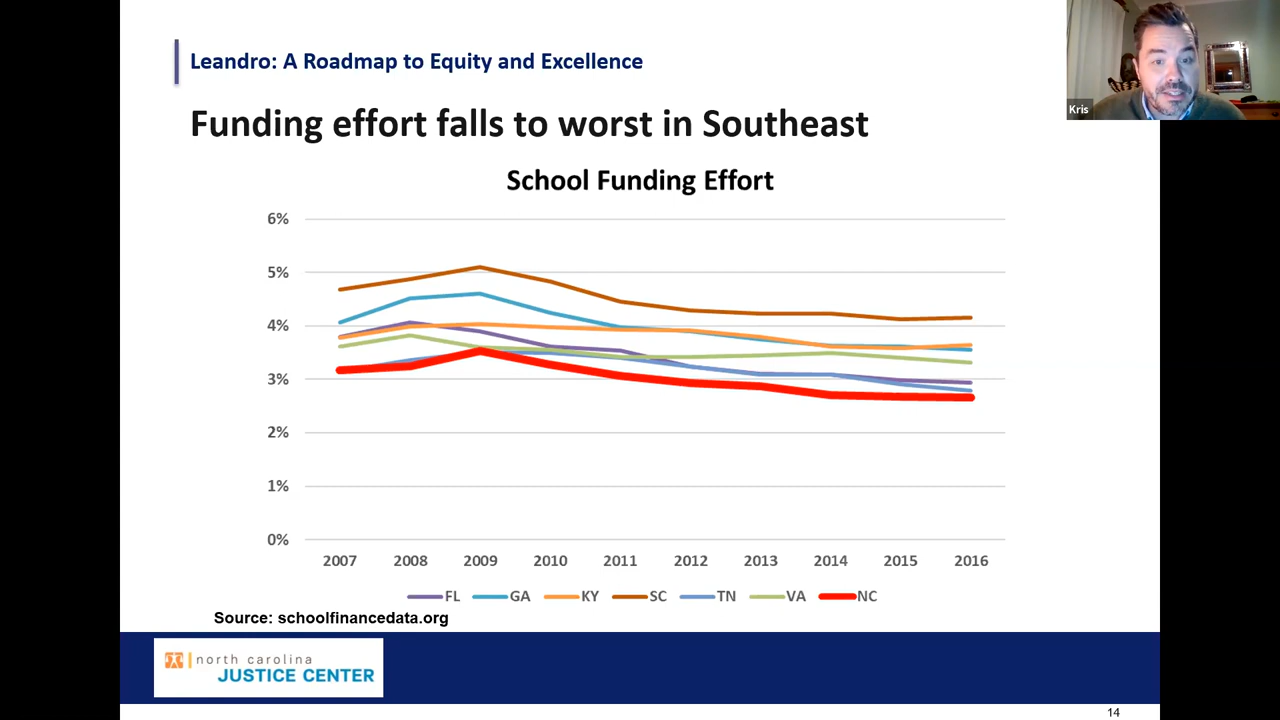 Leandro: A Roadmap to Equity and Excellence
Kris
Funding effort falls to worst in Southeast
School Funding Effort
6%
5%
4%
3%
2%
1%
0%
2007 2008 2009 2010 2011 2012 2013 2014 2015 2016
FL GA KY SC TN VA NC
Source: schoolfinancedata.org
north carolina
JUSTICE CENTER
14